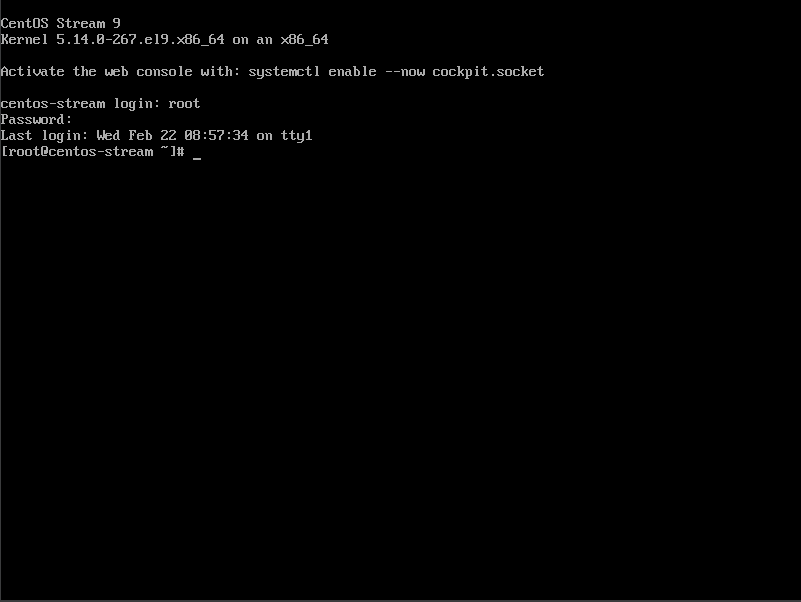 CentOS Stream 9
Kernel 5.14.0-267.el9.x86_64 on an x86_64
Activate the web console with: systemctl enable --now cockpit.socket
centos-stream login: root
Password:
Last login: Wed Feb 22 08:57:34 on tty1
[root@centos-stream ~]# _